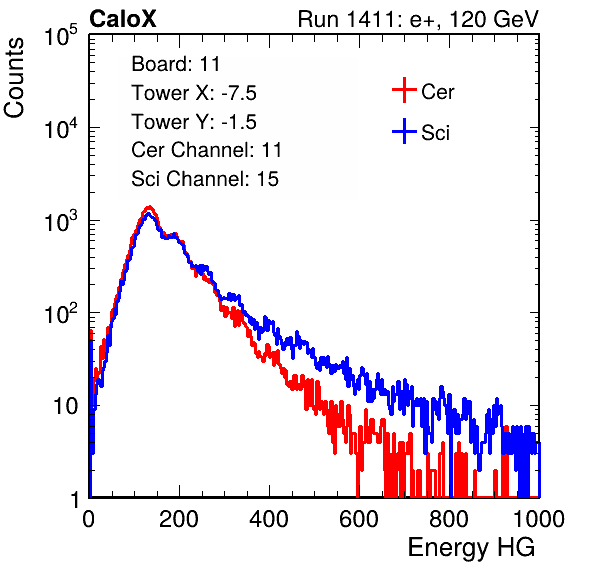 CaloX Run 1411: e+, 120 GeV
Counts
Board: 11
Tower X: -7.5
Tower Y: -1.5
Cer Channel: 11
Sci Channel: 15
Cer
Sci
10^5
10^4
10^3
10^2
10
1
0 200 400 600 800 1000
Energy HG